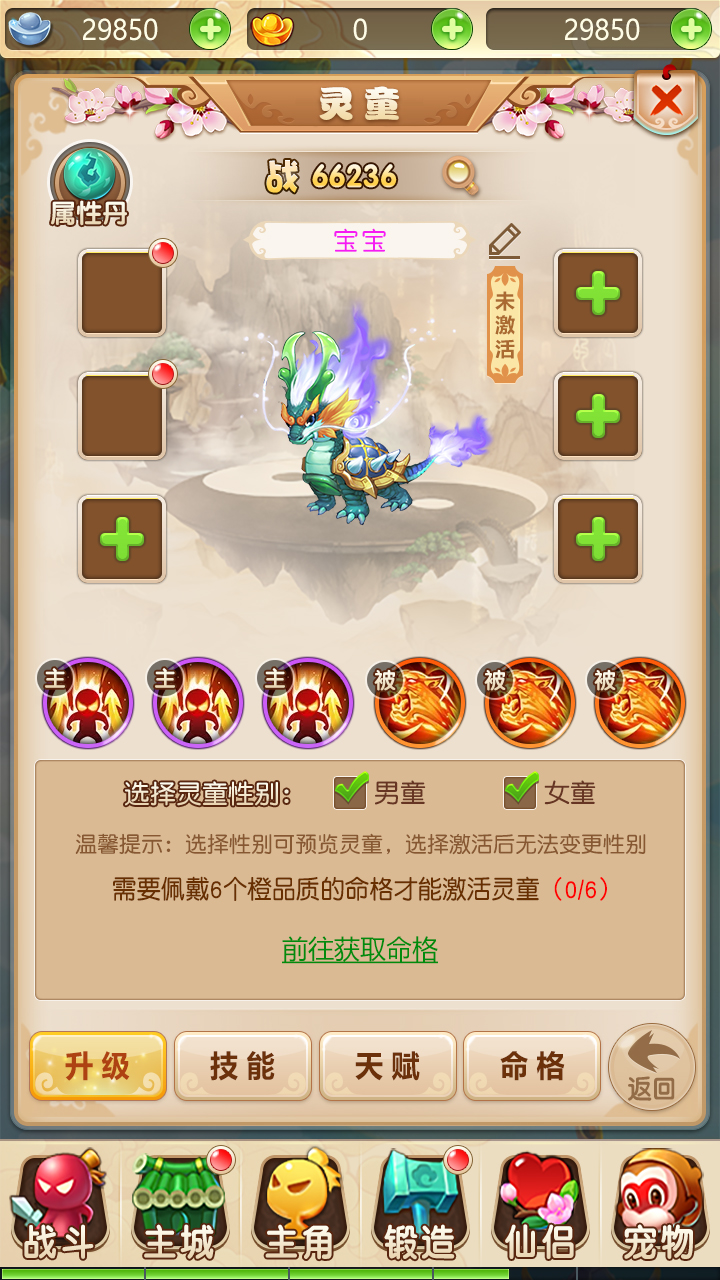 29850 0 29850
灵童
战 66236
属性丹
宝宝
未激活
主 主 主 被 被 被
选择灵童性别: 男童 女童
温馨提示：选择性别可预览灵童，选择激活后无法变更性别
需要佩戴6个橙品质的命格才能激活灵童（0/6）
前往获取命格
升级 技能 天赋 命格 返回
战斗 主城 主角 锻造 仙侣 宠物